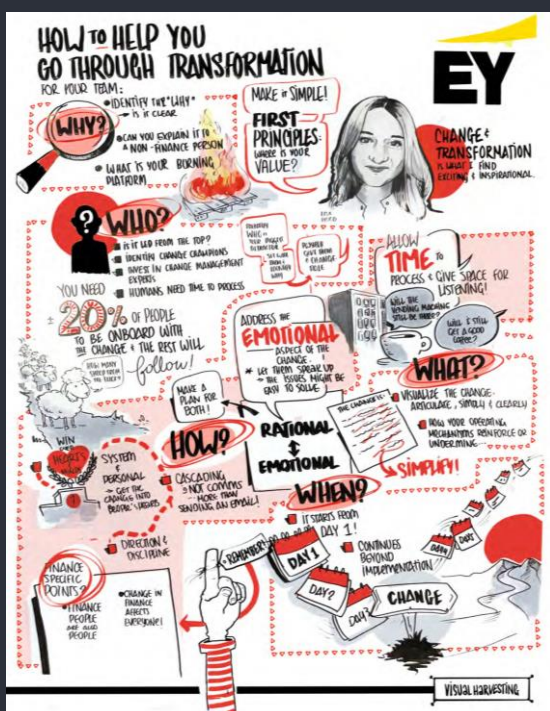 HOW TO HELP YOU
GO THROUGH TRANSFORMATION
FOR YOUR TEAM:
EY
WHY?
IDENTIFY THE "WHY"
IS IT CLEAR
CAN YOU EXPLAIN IT TO
A NON-FINANCE PERSON
WHAT IS YOUR BURNING
PLATFORM
MAKE IT SIMPLE!
FIRST
PRINCIPLES:
WHERE IS YOUR
VALUE?
CHANGE &
TRANSFORMATION
IS WHAT I FIND
EXCITING & INSPIRATIONAL.
?
WHO?
IS IT LED FROM THE TOP?
IDENTIFY CHANGE CHAMPIONS
INVEST IN CHANGE MANAGEMENT
EXPERTS
HUMANS NEED TIME TO PROCESS
YOU NEED
20% OF PEOPLE
TO BE ONBOARD WITH
THE CHANGE & THE REST WILL
follow!
ALLOW
TIME TO
PROCESS & GIVE SPACE FOR
LISTENING!
WILL THE
VENDING MACHINE
STILL BE THERE?
WILL I STILL
GET A GOOD
COFFEE?
ADDRESS THE
EMOTIONAL
ASPECT OF THE
CHANGE.
LET THEM SPEAK UP
THE ISSUES MIGHT BE
EASY TO SOLVE
MAKE A
PLAN FOR
BOTH!
RATIONAL
EMOTIONAL
WHAT?
VISUALIZE THE CHANGE.
ARTICULATE, SIMPLY & CLEARLY
HOW YOUR OPERATING
MECHANISMS REINFORCE OR
UNDERMINE
THE CHANGE IS:
SIMPLIFY!
HOW?
WIN
HEARTS
SYSTEM
&
PERSONAL
GET THE
CHANGE INTO
CASCADING
NOT COMMS
MORE THAN
SENDING AN EMAIL!
DIRECTION &
DISCIPLINE
WHEN?
IT STARTS FROM
DAY 1!
CONTINUES
BEYOND
IMPLEMENTATION
REMEMBER:
DAY 1
DAY 2
DAY 3
DAY 4
CHANGE
FINANCE
SPECIFIC
POINTS?
FINANCE
PEOPLE
ARE ALSO
PEOPLE
CHANGE IN
FINANCE
AFFECTS
EVERYONE!
VISUAL HARVESTING